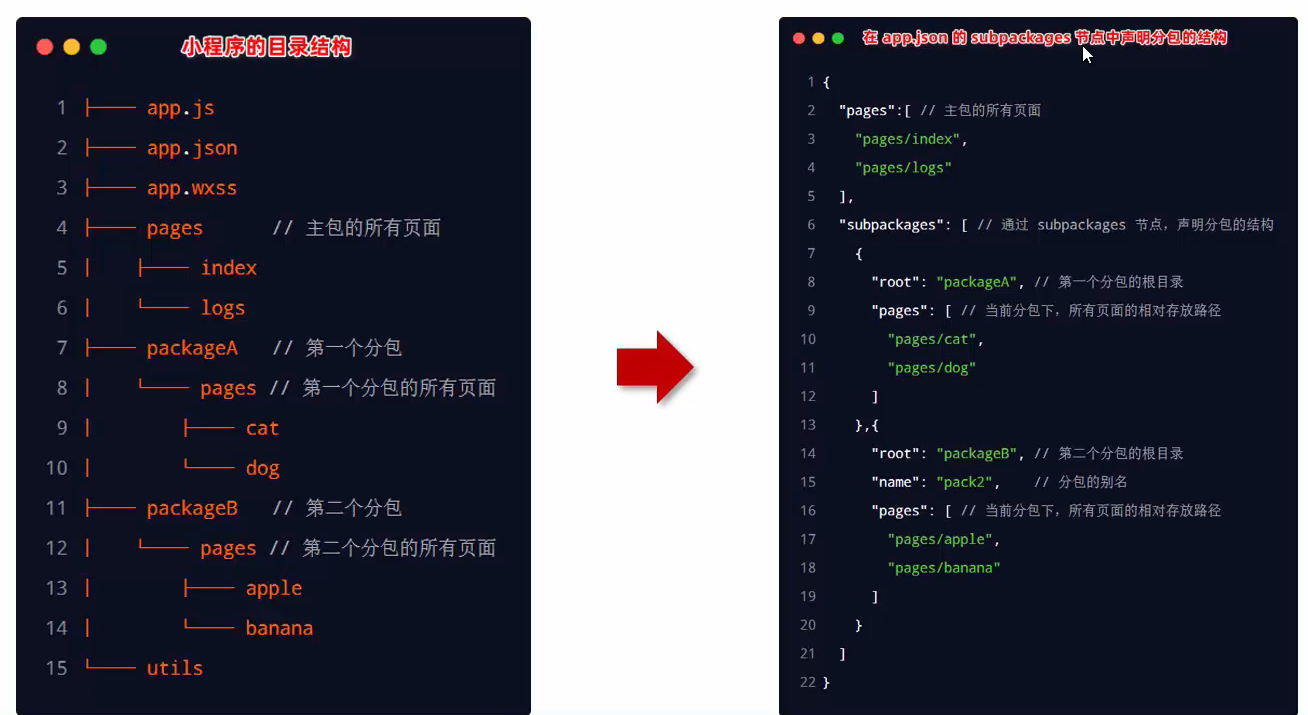 小程序的目录结构
1 ├── app.js
2 ├── app.json
3 ├── app.wxss
4 ├── pages // 主包的所有页面
5 │ ├── index
6 │ └── logs
7 ├── packageA // 第一个分包
8 │ └── pages // 第一个分包的所有页面
9 │ ├── cat
10 │ └── dog
11 ├── packageB // 第二个分包
12 │ └── pages // 第二个分包的所有页面
13 │ ├── apple
14 │ └── banana
15 └── utils
在 app.json 的 subpackages 节点中声明分包的结构
1 {
2 "pages":[ // 主包的所有页面
3 "pages/index",
4 "pages/logs"
5 ],
6 "subpackages": [ // 通过 subpackages 节点，声明分包的结构
7 {
8 "root": "packageA", // 第一个分包的根目录
9 "pages": [ // 当前分包下，所有页面的相对存放路径
10 "pages/cat",
11 "pages/dog"
12 ]
13 },{
14 "root": "packageB", // 第二个分包的根目录
15 "name": "pack2", // 分包的别名
16 "pages": [ // 当前分包下，所有页面的相对存放路径
17 "pages/apple",
18 "pages/banana"
19 ]
20 }
21 ]
22 }